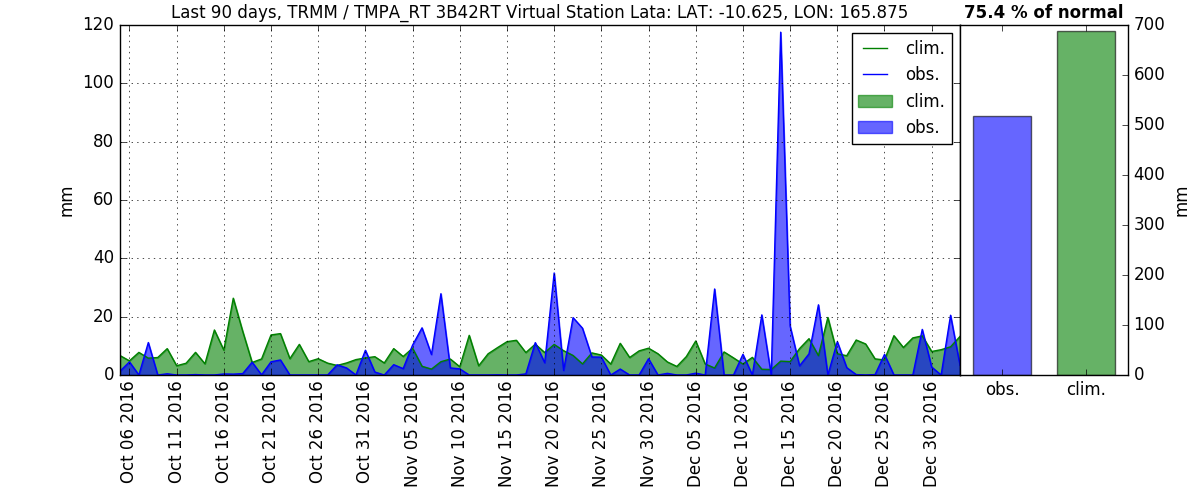 Last 90 days, TRMM / TMPA_RT 3B42RT Virtual Station Lata: LAT: -10.625, LON: 165.875
75.4 % of normal
120
100
80
60
40
20
0
mm
clim.
obs.
clim.
obs.
700
600
500
400
300
200
100
0
mm
Oct 06 2016
Oct 11 2016
Oct 16 2016
Oct 21 2016
Oct 26 2016
Oct 31 2016
Nov 05 2016
Nov 10 2016
Nov 15 2016
Nov 20 2016
Nov 25 2016
Nov 30 2016
Dec 05 2016
Dec 10 2016
Dec 15 2016
Dec 20 2016
Dec 25 2016
Dec 30 2016
obs.
clim.